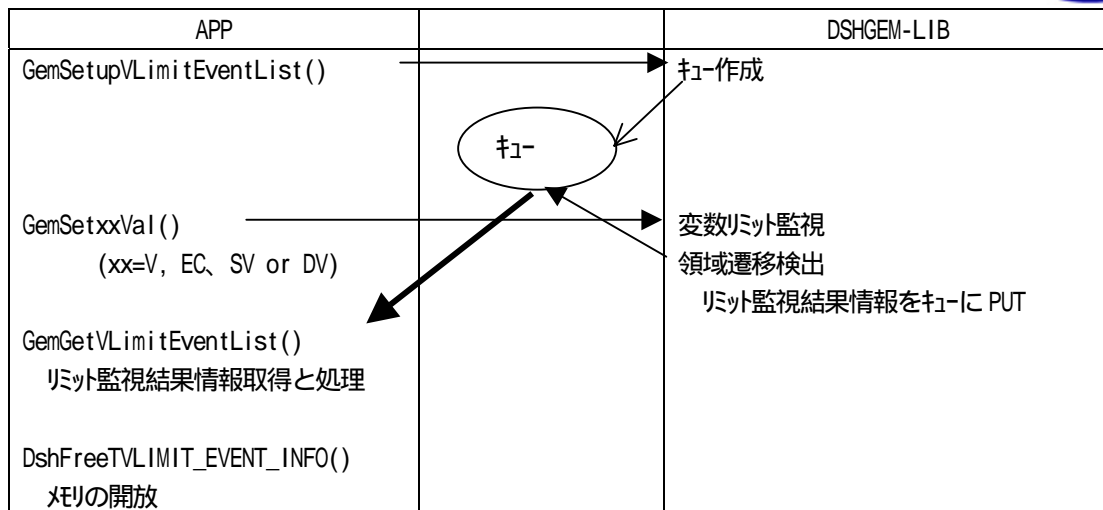 APP
DSHGEM-LIB
GemSetupVLimitEventList()
ｷｭｰ作成
ｷｭｰ
GemSetxxVal()
変数ﾘﾐｯﾄ監視
(xx=V, EC、SV or DV)
領域遷移検出
ﾘﾐｯﾄ監視結果情報をｷｭｰに PUT
GemGetVLimitEventList()
ﾘﾐｯﾄ監視結果情報取得と処理
DshFreeTVLIMIT_EVENT_INFO()
ﾒﾓﾘの開放